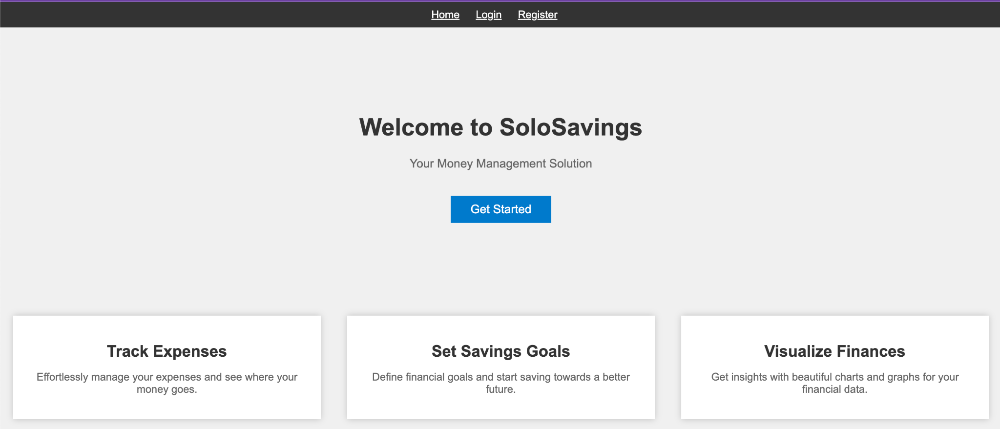 Home Login Register
Welcome to SoloSavings
Your Money Management Solution
Get Started
Track Expenses
Effortlessly manage your expenses and see where your
money goes.
Set Savings Goals
Define financial goals and start saving towards a better
future.
Visualize Finances
Get insights with beautiful charts and graphs for your
financial data.